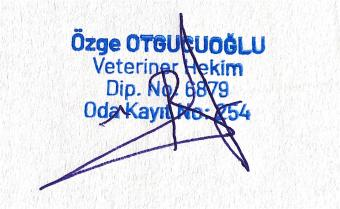 Özge OTGUCUOĞLU
Veteriner Hekim
Dip. No: 6879
Oda Kayıt No: 254